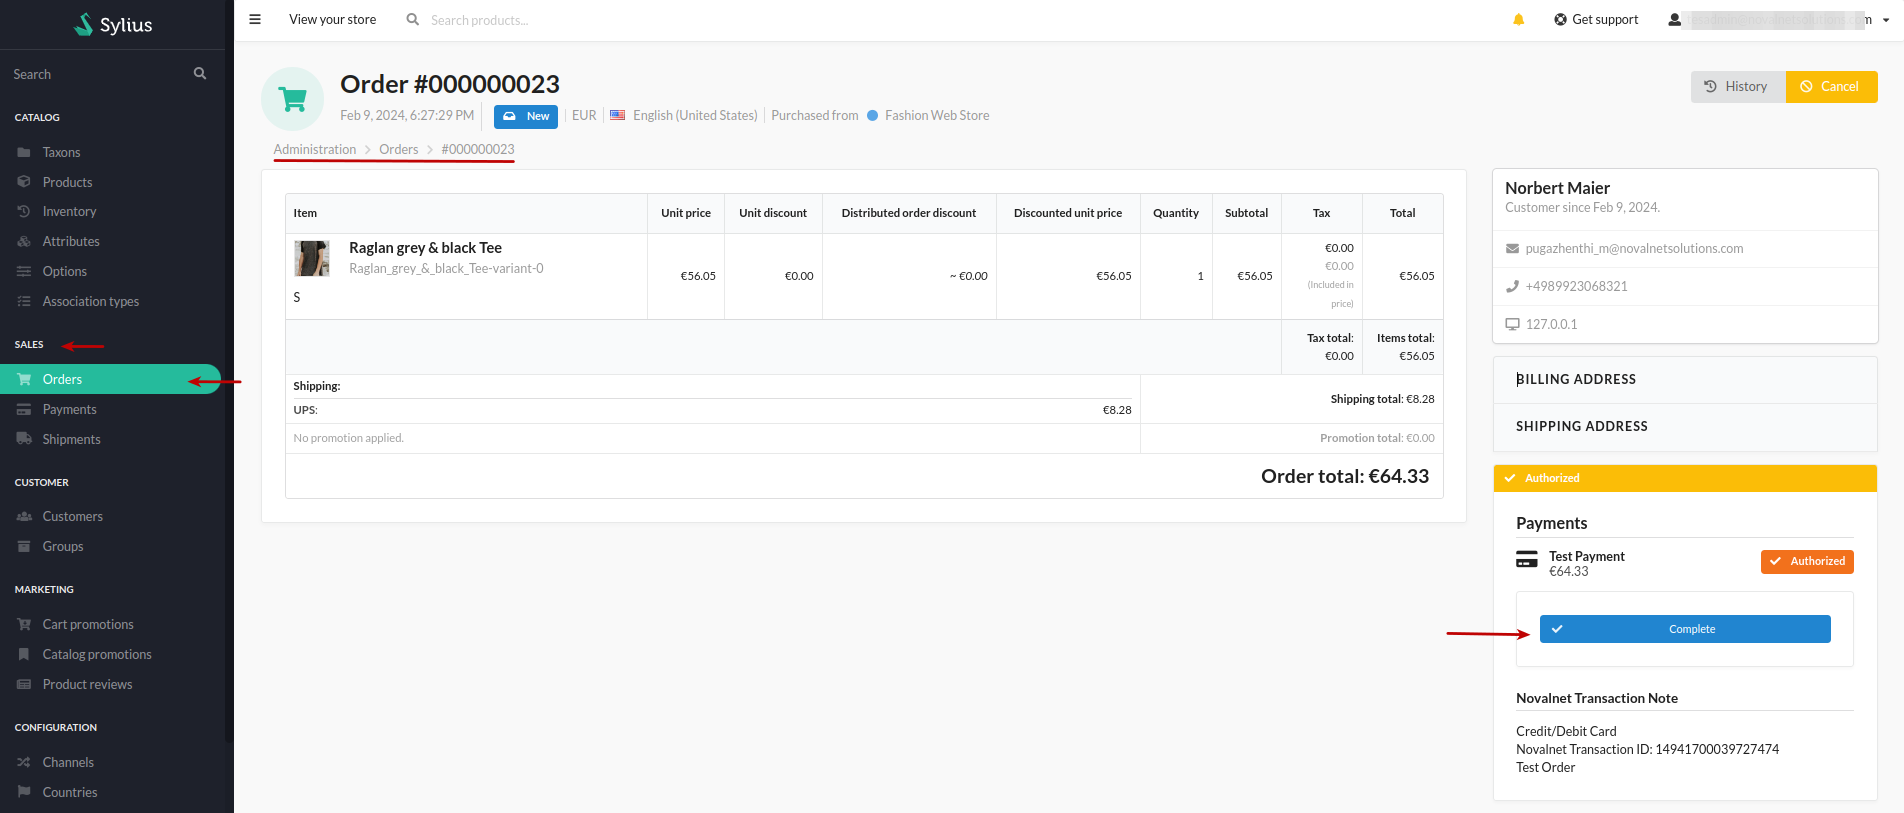 Sylius
Search
CATALOG
Taxons
Products
Inventory
Attributes
Options
Association types
SALES
Orders
Payments
Shipments
CUSTOMER
Customers
Groups
MARKETING
Cart promotions
Catalog promotions
Product reviews
CONFIGURATION
Channels
Countries
View your store
Search products...
Get support
Order #000000023
Feb 9, 2024, 6:27:29 PM New EUR English (United States) Purchased from Fashion Web Store
Administration Orders #000000023
History Cancel
Item Unit price Unit discount Distributed order discount Discounted unit price Quantity Subtotal Tax Total
Raglan grey & black Tee
Raglan_grey_&_black_Tee-variant-0
S
€56.05 €0.00 ~ €0.00 €56.05 1 €56.05
€0.00
€0.00
(Included in
price)
€56.05
Tax total:
€0.00
Items total:
€56.05
Shipping:
UPS: €8.28
Shipping total: €8.28
No promotion applied.
Promotion total: €0.00
Order total: €64.33
Norbert Maier
Customer since Feb 9, 2024.
pugazhenthi_m@novalnetsolutions.com
+4989923068321
127.0.0.1
BILLING ADDRESS
SHIPPING ADDRESS
Authorized
Payments
Test Payment
€64.33
Authorized
Complete
Novalnet Transaction Note
Credit/Debit Card
Novalnet Transaction ID: 14941700039727474
Test Order